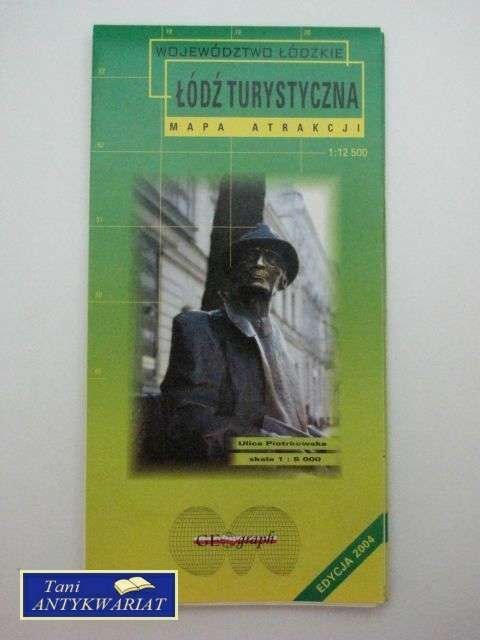 WOJEWÓDZTWO ŁÓDZKIE
ŁÓDŹ TURYSTYCZNA
MAPA ATRAKCJI
1:12 500
Ulica Piotrkowska
skala 1 : 5 000
GEOgraph
EDYCJA 2004
Tani
ANTYKWARIAT